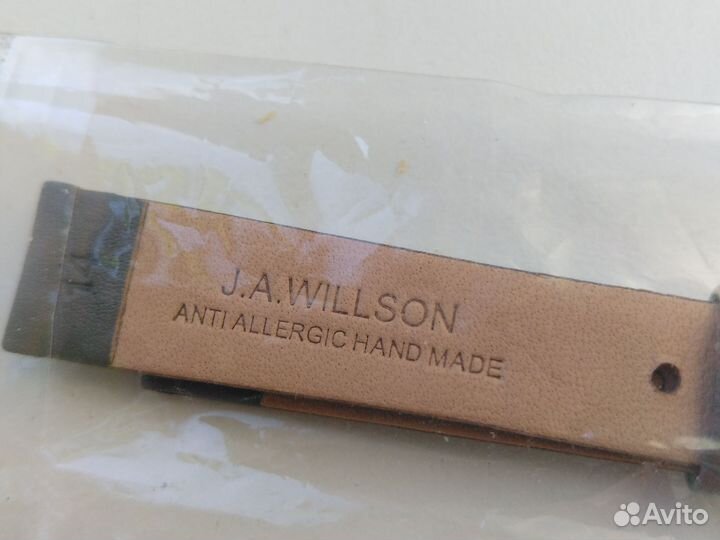 14
J.A.WILLSON
ANTI ALLERGIC HAND MADE
Avito